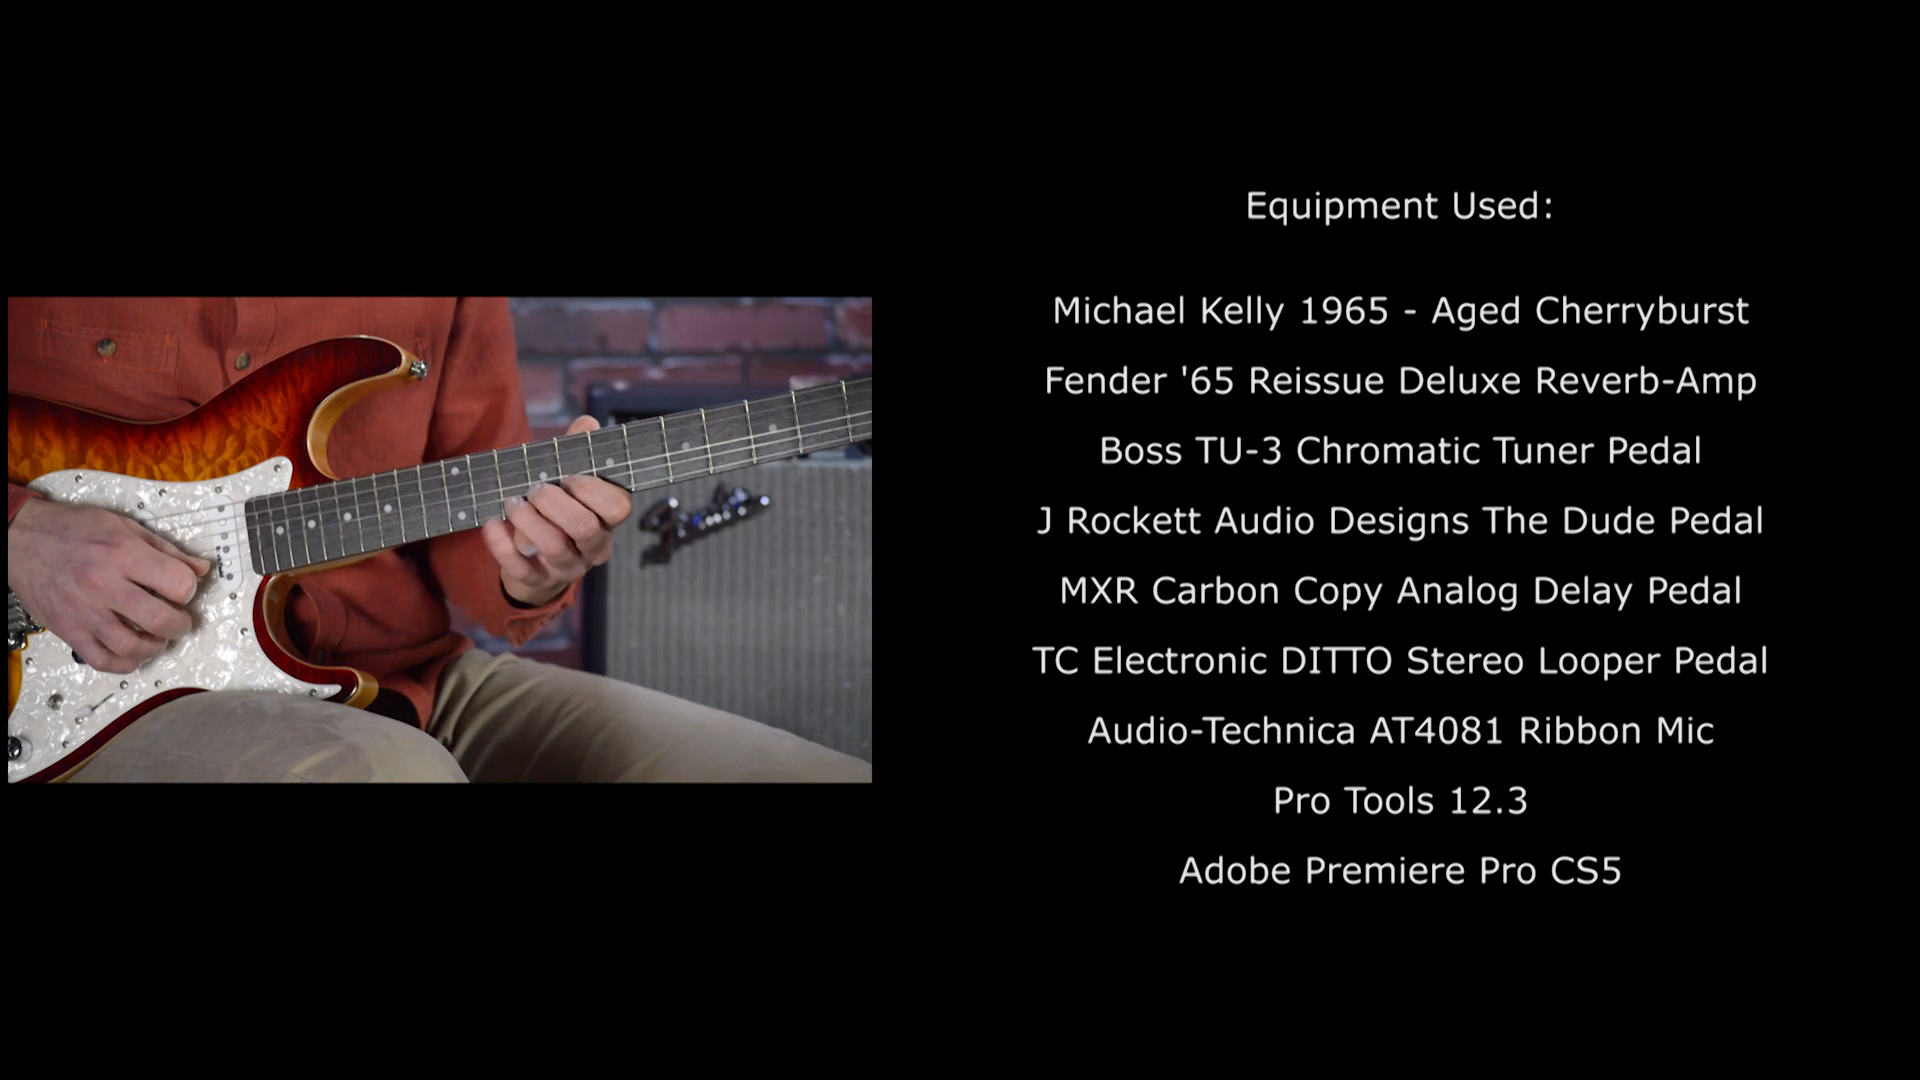 Equipment Used:
Michael Kelly 1965 - Aged Cherryburst
Fender '65 Reissue Deluxe Reverb-Amp
Boss TU-3 Chromatic Tuner Pedal
J Rockett Audio Designs The Dude Pedal
MXR Carbon Copy Analog Delay Pedal
TC Electronic DITTO Stereo Looper Pedal
Audio-Technica AT4081 Ribbon Mic
Pro Tools 12.3
Adobe Premiere Pro CS5